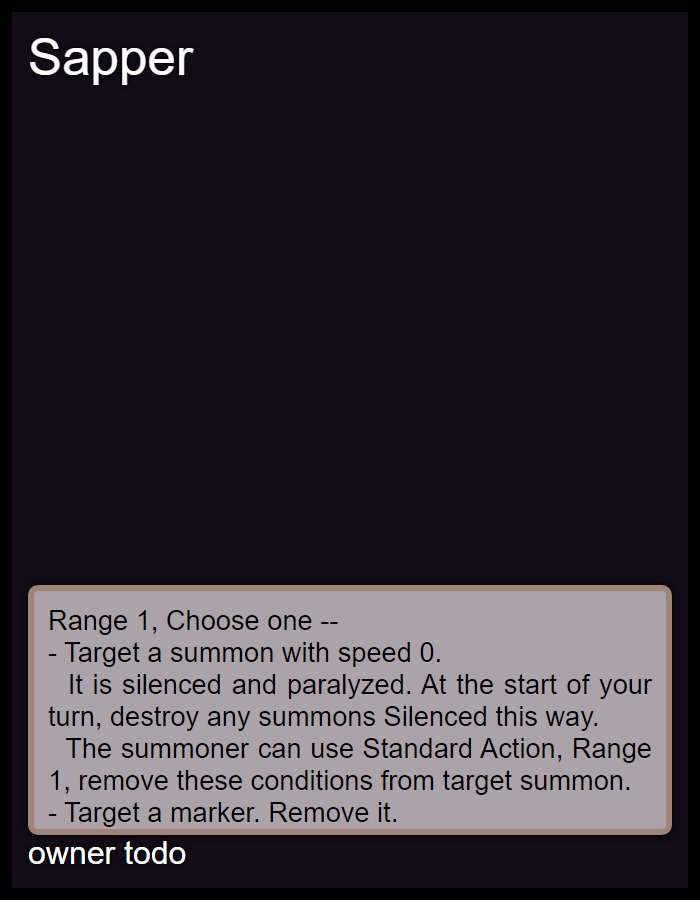 Sapper
Range 1, Choose one --
- Target a summon with speed 0.
It is silenced and paralyzed. At the start of your
turn, destroy any summons Silenced this way.
The summoner can use Standard Action, Range
1, remove these conditions from target summon.
- Target a marker. Remove it.
owner todo